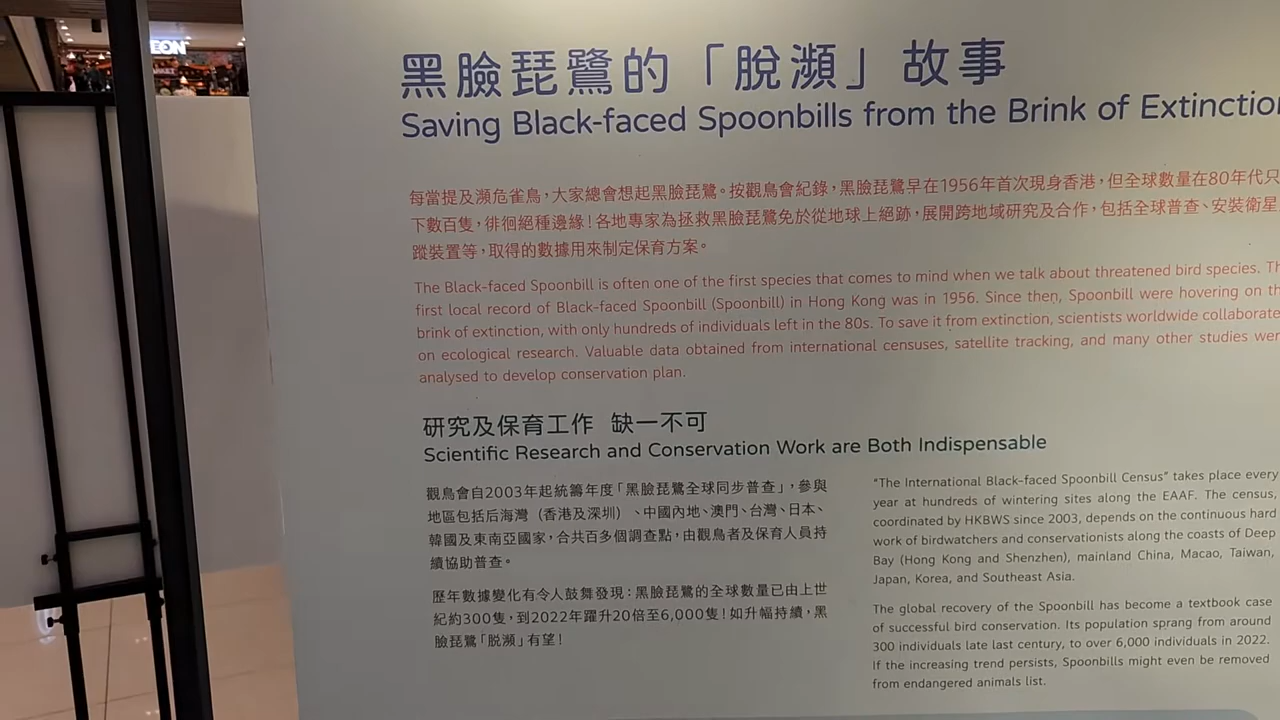 EON
黑臉琵鷺的「脫瀕」故事
Saving Black-faced Spoonbills from the Brink of Extinctio
每當提及瀕危雀鳥，大家總會想起黑臉琵鷺。按觀鳥會紀錄，黑臉琵鷺早在1956年首次現身香港，但全球數量在80年代只
下數百隻，徘徊絕種邊緣！各地專家為拯救黑臉琵鷺免於從地球上絕跡，展開跨地域研究及合作，包括全球普查、安裝衛星
蹤裝置等，取得的數據用來制定保育方案。
The Black-faced Spoonbill is often one of the first species that comes to mind when we talk about threatened bird species. Th
first local record of Black-faced Spoonbill (Spoonbill) in Hong Kong was in 1956. Since then, Spoonbill were hovering on th
brink of extinction, with only hundreds of individuals left in the 80s. To save it from extinction, scientists worldwide collaborate
on ecological research. Valuable data obtained from international censuses, satellite tracking, and many other studies wer
analysed to develop conservation plan.
研究及保育工作 缺一不可
Scientific Research and Conservation Work are Both Indispensable
觀鳥會自2003年起統籌年度「黑臉琵鷺全球同步普查」，參與
地區包括后海灣（香港及深圳）、中國內地、澳門、台灣、日本、
韓國及東南亞國家，合共百多個調查點，由觀鳥者及保育人員持
續協助普查。
歷年數據變化有令人鼓舞發現：黑臉琵鷺的全球數量已由上世
紀約300隻，到2022年躍升20倍至6,000隻！如升幅持續，黑
臉琵鷺「脫瀕」有望！
“The International Black-faced Spoonbill Census” takes place every
year at hundreds of wintering sites along the EAAF. The census,
coordinated by HKBWS since 2003, depends on the continuous hard
work of birdwatchers and conservationists along the coasts of Deep
Bay (Hong Kong and Shenzhen), mainland China, Macao, Taiwan,
Japan, Korea, and Southeast Asia.
The global recovery of the Spoonbill has become a textbook case
of successful bird conservation. Its population sprang from around
300 individuals late last century, to over 6,000 individuals in 2022.
If the increasing trend persists, Spoonbills might even be removed
from endangered animals list.